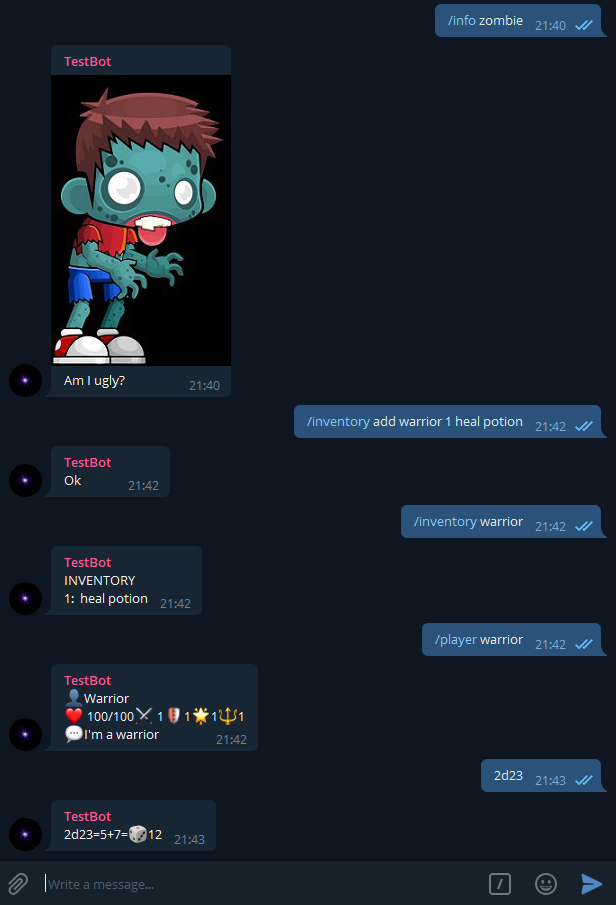 /info zombie 21:40
TestBot
Am I ugly? 21:40
/inventory add warrior 1 heal potion 21:42
TestBot
Ok 21:42
/inventory warrior 21:42
TestBot
INVENTORY
1: heal potion 21:42
/player warrior 21:42
TestBot
👤Warrior
❤️ 100/100⚔️ 1🛡️1🌟1🔱1
💬I'm a warrior 21:42
2d23 21:43
TestBot
2d23=5+7=🎲12 21:43
Write a message...